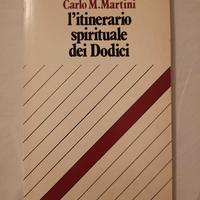 Carlo M. Martini
l'itinerario
spirituale
dei Dodici